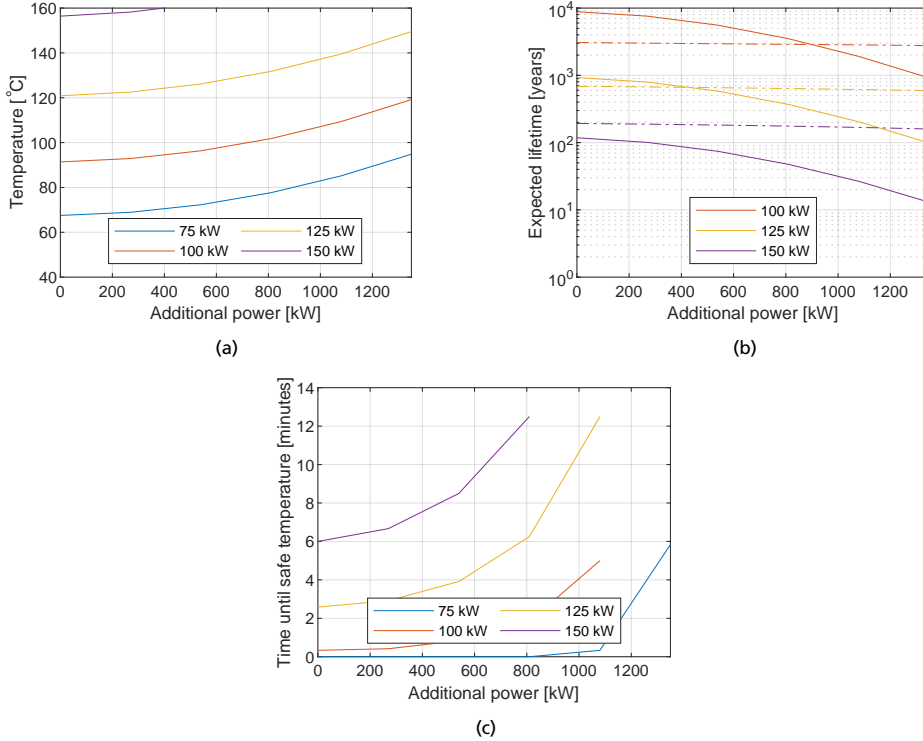 160
140
120
100
80
60
40
Temperature [°C]
75 kW
125 kW
100 kW
150 kW
0 200 400 600 800 1000 1200
Additional power [kW]
(a)
10^4
10^3
10^2
10^1
10^0
Expected lifetime [years]
100 kW
125 kW
150 kW
0 200 400 600 800 1000 1200
Additional power [kW]
(b)
14
12
10
8
6
4
2
0
Time until safe temperature [minutes]
75 kW
125 kW
100 kW
150 kW
0 200 400 600 800 1000 1200
Additional power [kW]
(c)